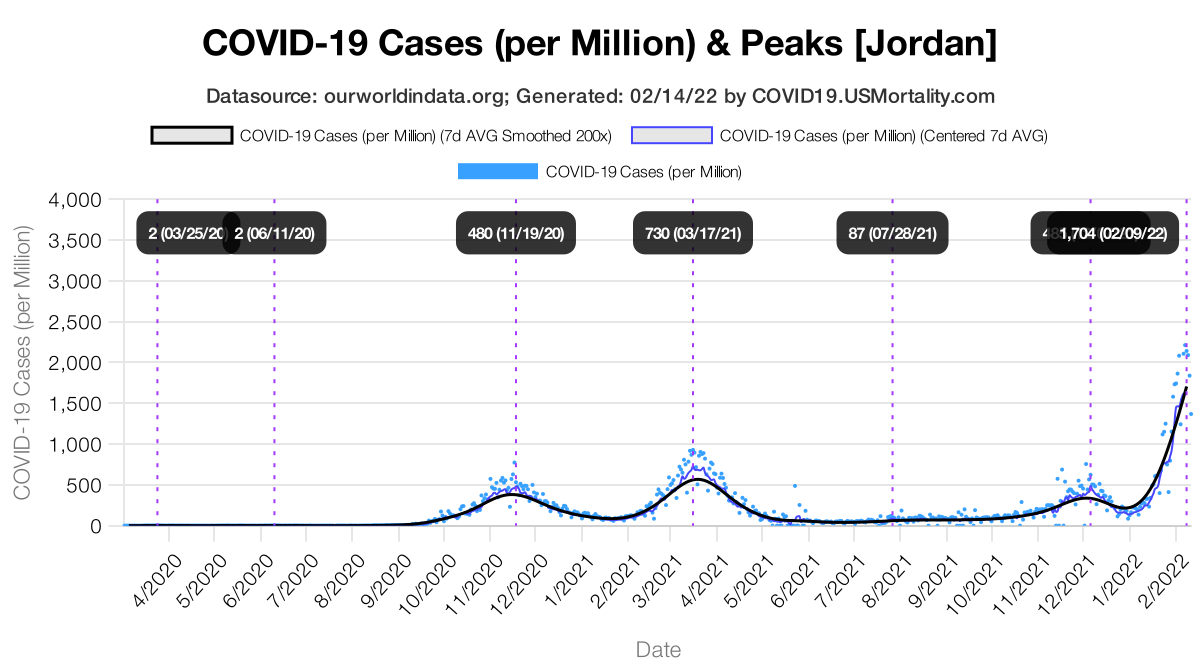 COVID-19 Cases (per Million) & Peaks [Jordan]
Datasource: ourworldindata.org; Generated: 02/14/22 by COVID19.USMortality.com
COVID-19 Cases (per Million) (7d AVG Smoothed 200x) COVID-19 Cases (per Million) (Centered 7d AVG)
COVID-19 Cases (per Million)
COVID-19 Cases (per Million)
4,000
3,500
3,000
2,500
2,000
1,500
1,000
500
0
2 (03/25/20 2 (06/11/20) 480 (11/19/20) 730 (03/17/21) 87 (07/28/21) 1,704 (02/09/22)
4/2020 5/2020 6/2020 7/2020 8/2020 9/2020 10/2020 11/2020 12/2020 1/2021 2/2021 3/2021 4/2021 5/2021 6/2021 7/2021 8/2021 9/2021 10/2021 11/2021 12/2021 1/2022 2/2022
Date